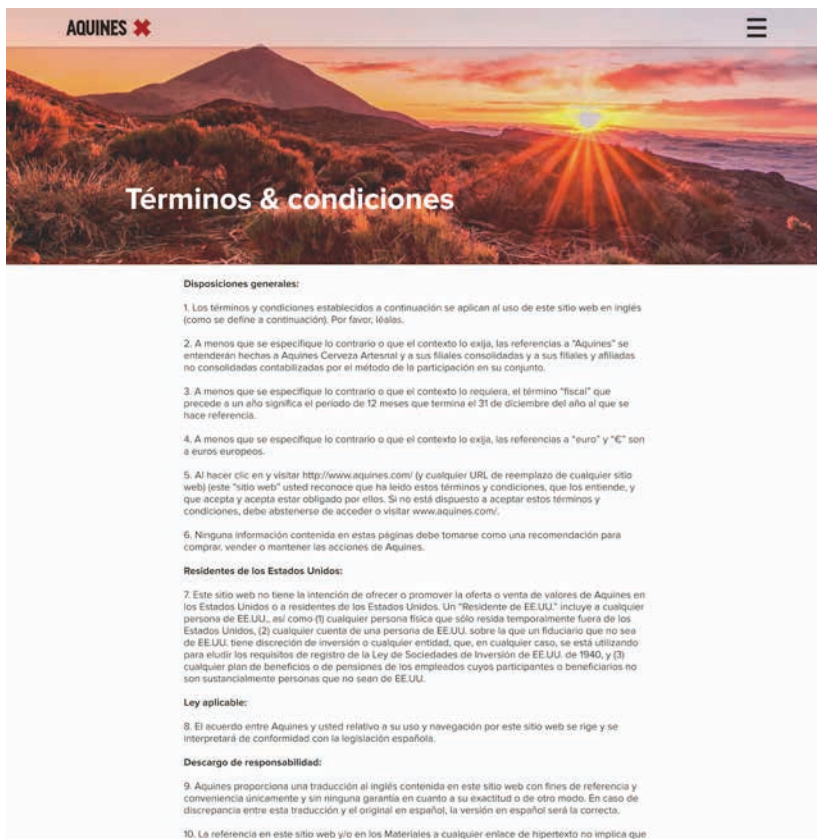 AQUINES
Términos & condiciones
Disposiciones generales:
1. Los términos y condiciones establecidos a continuación se aplican al uso de este sitio web en inglés
(como se define a continuación). Por favor, léalas.
2. A menos que se especifique lo contrario o que el contexto lo exija, las referencias a "Aquines" se
entenderán hechas a Aquines Cerveza Artesnal y a sus filiales consolidadas y a sus filiales y afiliadas
no consolidadas contabilizadas por el método de la participación en su conjunto.
3. A menos que se especifique lo contrario o que el contexto lo requiera, el término "fiscal" que
precede a un año significa el período de 12 meses que termina el 31 de diciembre del año al que se
hace referencia.
4. A menos que se especifique lo contrario o que el contexto lo exija, las referencias a "euro" y "€" son
a euros europeos.
5. Al hacer clic en y visitar http://www.aquines.com/ (y cualquier URL de reemplazo de cualquier sitio
web) (este "sitio web" usted reconoce que ha leído estos términos y condiciones, que los entiende, y
que acepta y acepta estar obligado por ellos. Si no está dispuesto a aceptar estos términos y
condiciones, debe abstenerse de acceder o visitar www.aquines.com/.
6. Ninguna información contenida en estas páginas debe tomarse como una recomendación para
comprar, vender o mantener las acciones de Aquines.
Residentes de los Estados Unidos:
7. Este sitio web no tiene la intención de ofrecer o promover la oferta o venta de valores de Aquines en
los Estados Unidos o a residentes de los Estados Unidos. Un "Residente de EE.UU." incluye a cualquier
persona de EE.UU., así como (1) cualquier persona física que sólo resida temporalmente fuera de los
Estados Unidos, (2) cualquier cuenta de una persona de EE.UU. sobre la que un fiduciario que no sea
de EE.UU. tiene discreción de inversión o cualquier entidad, que, en cualquier caso, se está utilizando
para eludir los requisitos de registro de la Ley de Sociedades de Inversión de EE.UU. de 1940, y (3)
cualquier plan de beneficios o de pensiones de los empleados cuyos participantes o beneficiarios no
son sustancialmente personas que no sean de EE.UU.
Ley aplicable:
8. El acuerdo entre Aquines y usted relativo a su uso y navegación por este sitio web se rige y se
interpretará de conformidad con la legislación española.
Descargo de responsabilidad:
9. Aquines proporciona una traducción al inglés contenida en este sitio web con fines de referencia y
conveniencia únicamente y sin ninguna garantía en cuanto a su exactitud o de otro modo. En caso de
discrepancia entre esta traducción y el original en español, la versión en español será la correcta.
10. La referencia en este sitio web y/o en los Materiales a cualquier enlace de hipertexto no implica que